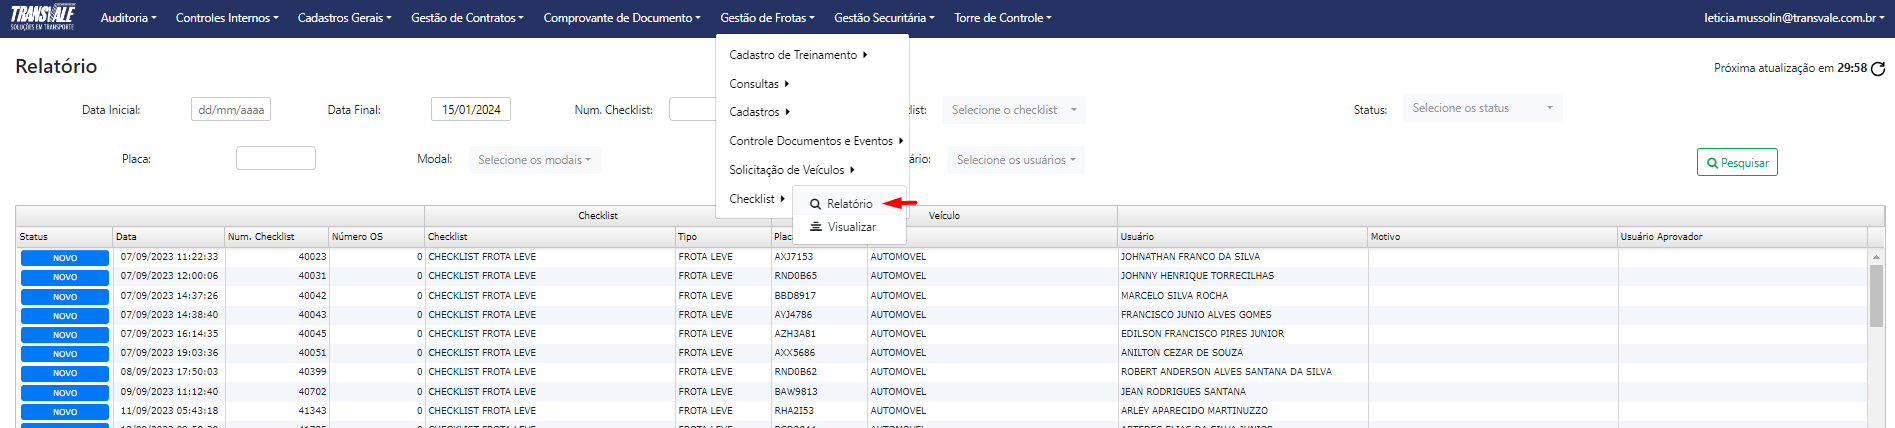 TRANSVALE
SOLUÇÕES EM TRANSPORTE
Auditoria Controles Internos Cadastros Gerais Gestão de Contratos Comprovante de Documento Gestão de Frotas Gestão Securitária Torre de Controle leticia.mussolin@transvale.com.br
Relatório
Próxima atualização em 29:58
Cadastro de Treinamento
Consultas
Cadastros
Controle Documentos e Eventos
Solicitação de Veículos
Checklist
Relatório
Visualizar
Data Inicial: dd/mm/aaaa Data Final: 15/01/2024 Num. Checklist: list: Selecione o checklist Status: Selecione os status
Placa: Modal: Selecione os modais ário: Selecione os usuários Pesquisar
Checklist Veículo
Status Data Num. Checklist Número OS Checklist Tipo Placa Usuário Motivo Usuário Aprovador
NOVO 07/09/2023 11:22:33 40023 0 CHECKLIST FROTA LEVE FROTA LEVE AXJ7153 AUTOMOVEL JOHNATHAN FRANCO DA SILVA
NOVO 07/09/2023 12:00:06 40031 0 CHECKLIST FROTA LEVE FROTA LEVE RND0B65 AUTOMOVEL JOHNNY HENRIQUE TORRECILHAS
NOVO 07/09/2023 14:37:26 40042 0 CHECKLIST FROTA LEVE FROTA LEVE BBD8917 AUTOMOVEL MARCELO SILVA ROCHA
NOVO 07/09/2023 14:38:40 40043 0 CHECKLIST FROTA LEVE FROTA LEVE AYJ4786 AUTOMOVEL FRANCISCO JUNIO ALVES GOMES
NOVO 07/09/2023 16:14:35 40045 0 CHECKLIST FROTA LEVE FROTA LEVE AZH3A81 AUTOMOVEL EDILSON FRANCISCO PIRES JUNIOR
NOVO 07/09/2023 19:03:36 40051 0 CHECKLIST FROTA LEVE FROTA LEVE AXX5686 AUTOMOVEL ANILTON CEZAR DE SOUZA
NOVO 08/09/2023 17:50:03 40399 0 CHECKLIST FROTA LEVE FROTA LEVE RND0B62 AUTOMOVEL ROBERT ANDERSON ALVES SANTANA DA SILVA
NOVO 09/09/2023 11:12:40 40702 0 CHECKLIST FROTA LEVE FROTA LEVE BAW9813 AUTOMOVEL JEAN RODRIGUES SANTANA
NOVO 11/09/2023 05:43:18 41343 0 CHECKLIST FROTA LEVE FROTA LEVE RHA2I53 AUTOMOVEL ARLEY APARECIDO MARTINUZZO